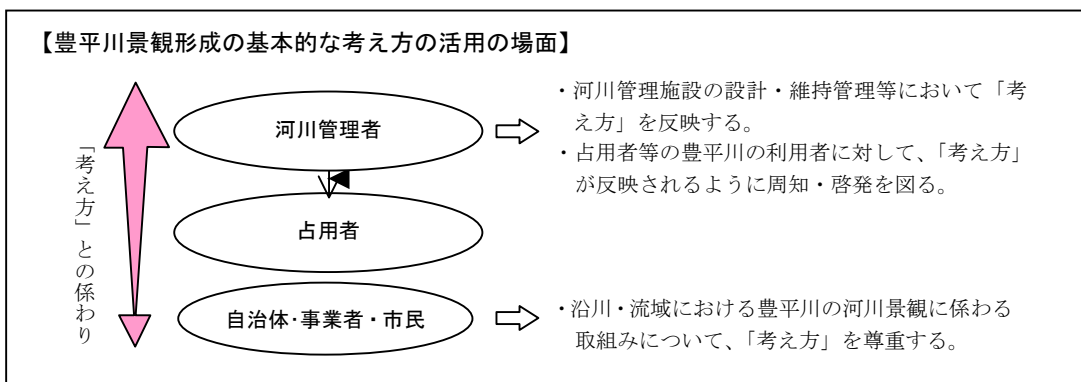 【豊平川景観形成の基本的な考え方の活用の場面】
「考え方」との係わり
河川管理者
・河川管理施設の設計・維持管理等において「考
え方」を反映する。
・占用者等の豊平川の利用者に対して、「考え方」
が反映されるように周知・啓発を図る。
占用者
自治体・事業者・市民
・沿川・流域における豊平川の河川景観に係わる
取組みについて、「考え方」を尊重する。